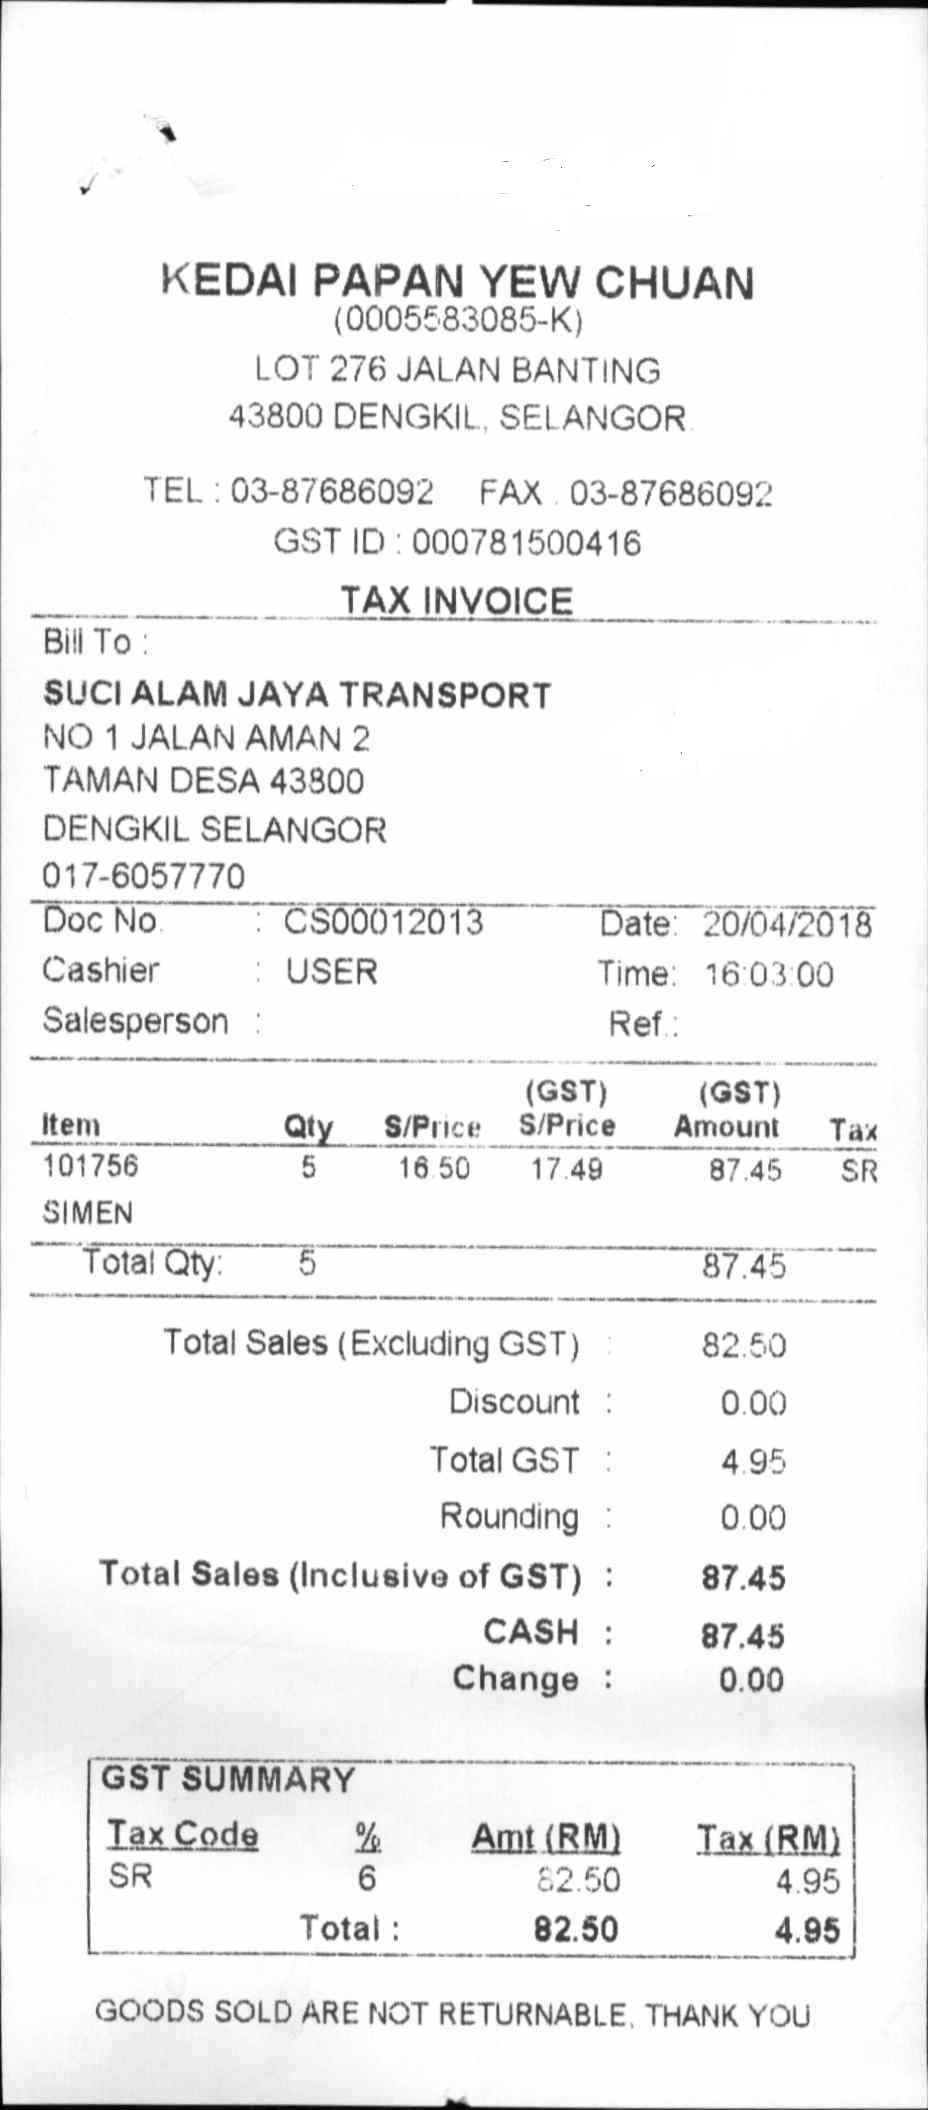 KEDAI PAPAN YEW CHUAN
(0005583085-K)
LOT 276 JALAN BANTING
43800 DENGKIL, SELANGOR.
TEL : 03-87686092 FAX . 03-87686092
GST ID : 000781500416
TAX INVOICE
Bill To :
SUCI ALAM JAYA TRANSPORT
NO 1 JALAN AMAN 2
TAMAN DESA 43800
DENGKIL SELANGOR
017-6057770
Doc No. : CS00012013 Date: 20/04/2018
Cashier : USER Time: 16:03:00
Salesperson : Ref.:
(GST) (GST)
Item Qty S/Price S/Price Amount Tax
101756 5 16.50 17.49 87.45 SR
SIMEN
Total Qty: 5 87.45
Total Sales (Excluding GST) : 82.50
Discount : 0.00
Total GST : 4.95
Rounding : 0.00
Total Sales (Inclusive of GST) : 87.45
CASH : 87.45
Change : 0.00
GST SUMMARY
Tax Code % Amt (RM) Tax (RM)
SR 6 82.50 4.95
Total : 82.50 4.95
GOODS SOLD ARE NOT RETURNABLE, THANK YOU